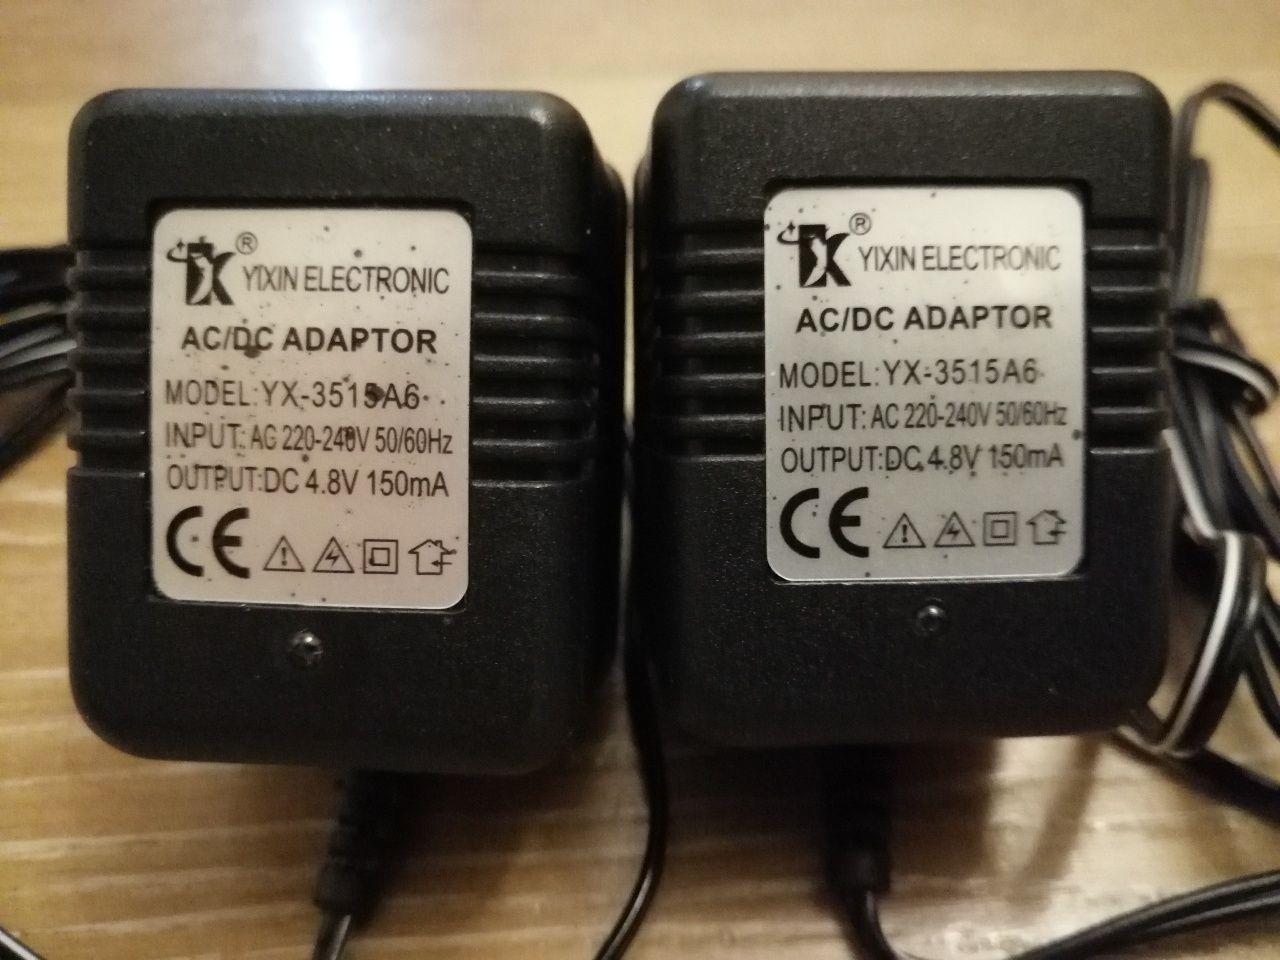 YX ®
YIXIN ELECTRONIC
AC/DC ADAPTOR
MODEL:YX-3515A6
INPUT: AC 220-240V 50/60Hz
OUTPUT:DC 4.8V 150mA
CE
YX ®
YIXIN ELECTRONIC
AC/DC ADAPTOR
MODEL:YX-3515A6
INPUT: AC 220-240V 50/60Hz
OUTPUT:DC 4.8V 150mA
CE